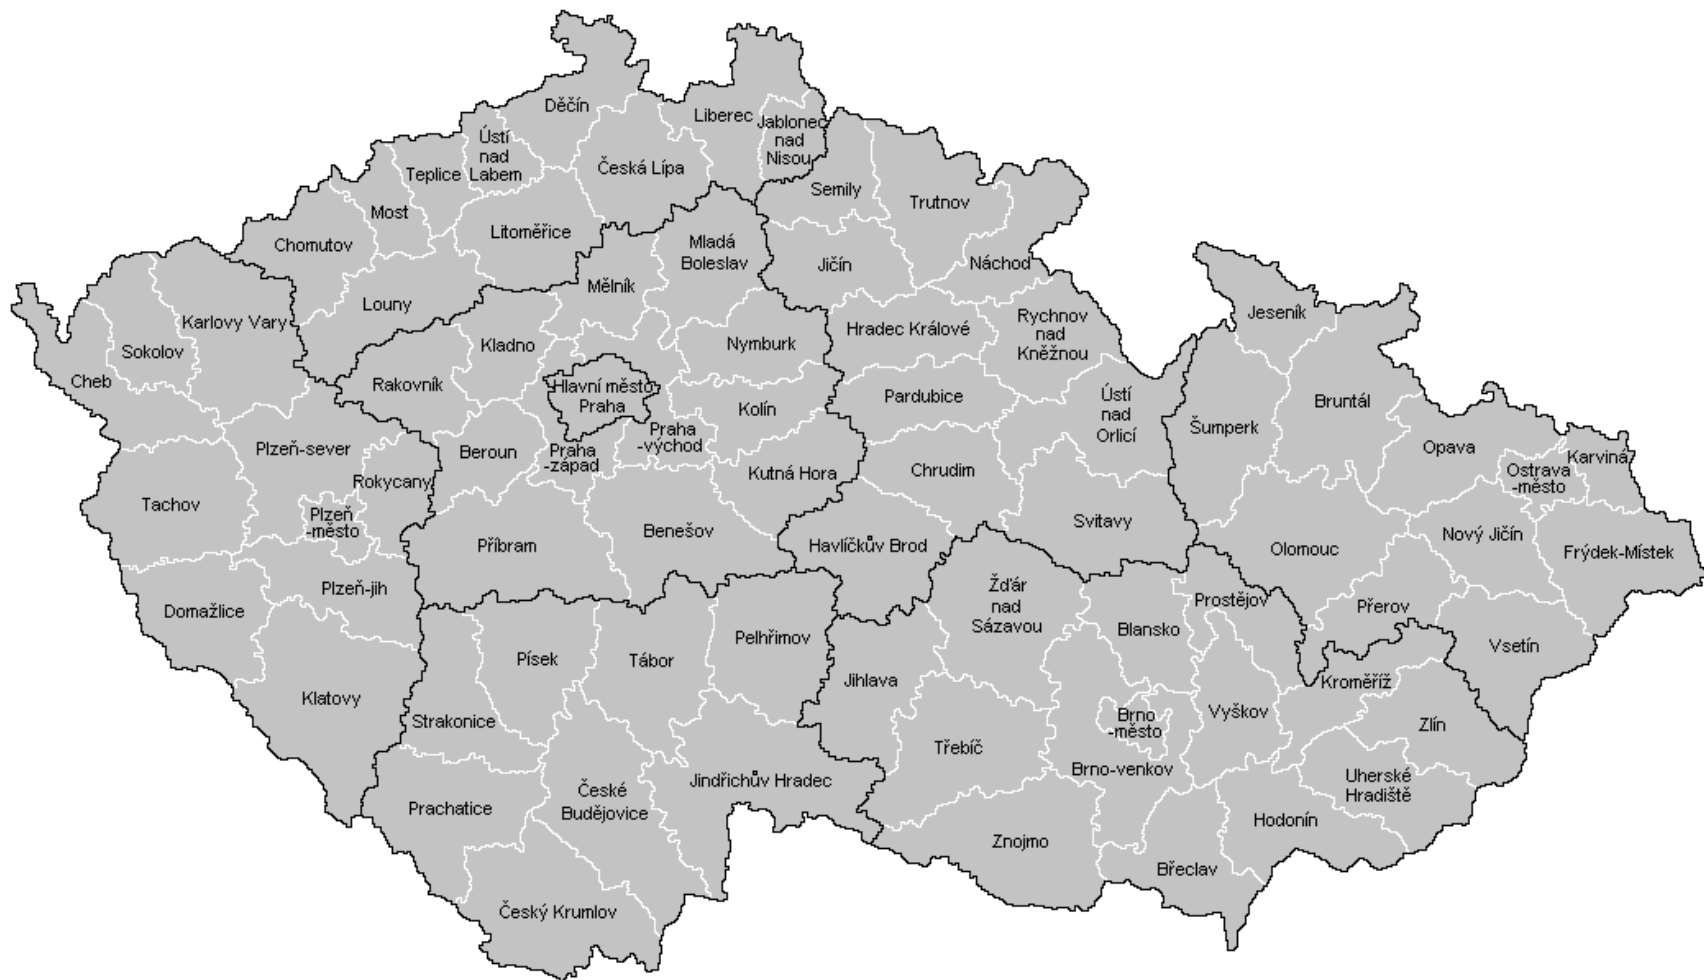 Děčín
Liberec
Jablonec
nad
Nisou
Ústí
nad
Labem
Teplice
Česká Lípa
Semily
Trutnov
Most
Chomutov
Litoměřice
Mladá
Boleslav
Jičín
Náchod
Mělník
Louny
Karlovy Vary
Sokolov
Cheb
Kladno
Rakovník
Nymburk
Hradec Králové
Rychnov
nad
Kněžnou
Jeseník
Hlavní město
Praha
Kolín
Pardubice
Ústí
nad
Orlicí
Šumperk
Bruntál
Plzeň-sever
Rokycany
Beroun
Praha
-západ
Praha
-východ
Kutná Hora
Chrudim
Opava
Ostrava
-město
Karviná
Tachov
Plzeň
-město
Příbram
Benešov
Havlíčkův Brod
Svitavy
Olomouc
Nový Jičín
Frýdek-Místek
Domažlice
Plzeň-jih
Žďár
nad
Sázavou
Prostějov
Přerov
Blansko
Vsetín
Písek
Tábor
Pelhřimov
Klatovy
Strakonice
Jihlava
Kroměříž
Vyškov
Zlín
Brno
-město
Třebíč
Brno-venkov
Uherské
Hradiště
Prachatice
České
Budějovice
Jindřichův Hradec
Hodonín
Znojmo
Břeclav
Český Krumlov